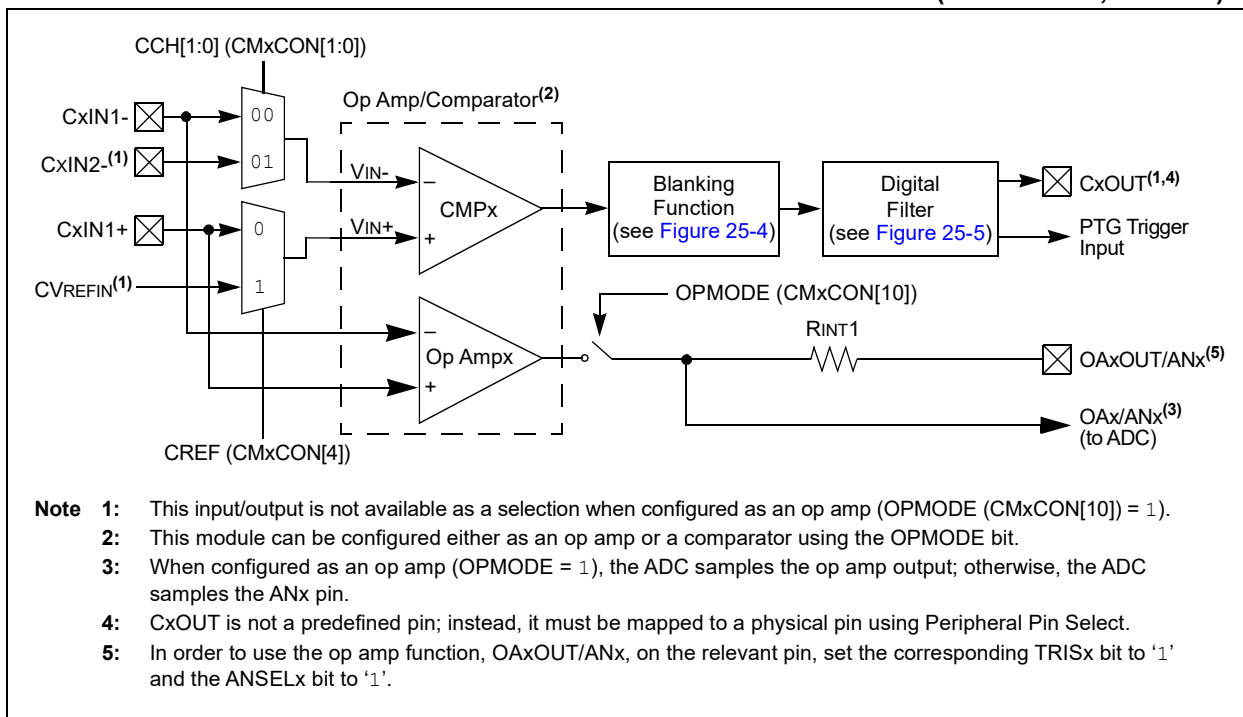 CCH[1:0] (CMxCON[1:0])
Op Amp/Comparator(2)
CxIN1-
00
CxIN2-(1)
01
VIN-
–
CMPx
Blanking
Function
(see Figure 25-4)
Digital
Filter
(see Figure 25-5)
CxOUT(1,4)
CxIN1+
0
VIN+
+
PTG Trigger
Input
CVREFIN(1)
1
OPMODE (CMxCON[10])
RINT1
–
Op Ampx
+
OAxOUT/ANx(5)
OAx/ANx(3)
(to ADC)
CREF (CMxCON[4])
Note 1: This input/output is not available as a selection when configured as an op amp (OPMODE (CMxCON[10]) = 1).
2: This module can be configured either as an op amp or a comparator using the OPMODE bit.
3: When configured as an op amp (OPMODE = 1), the ADC samples the op amp output; otherwise, the ADC
samples the ANx pin.
4: CxOUT is not a predefined pin; instead, it must be mapped to a physical pin using Peripheral Pin Select.
5: In order to use the op amp function, OAxOUT/ANx, on the relevant pin, set the corresponding TRISx bit to ‘1’
and the ANSELx bit to ‘1’.